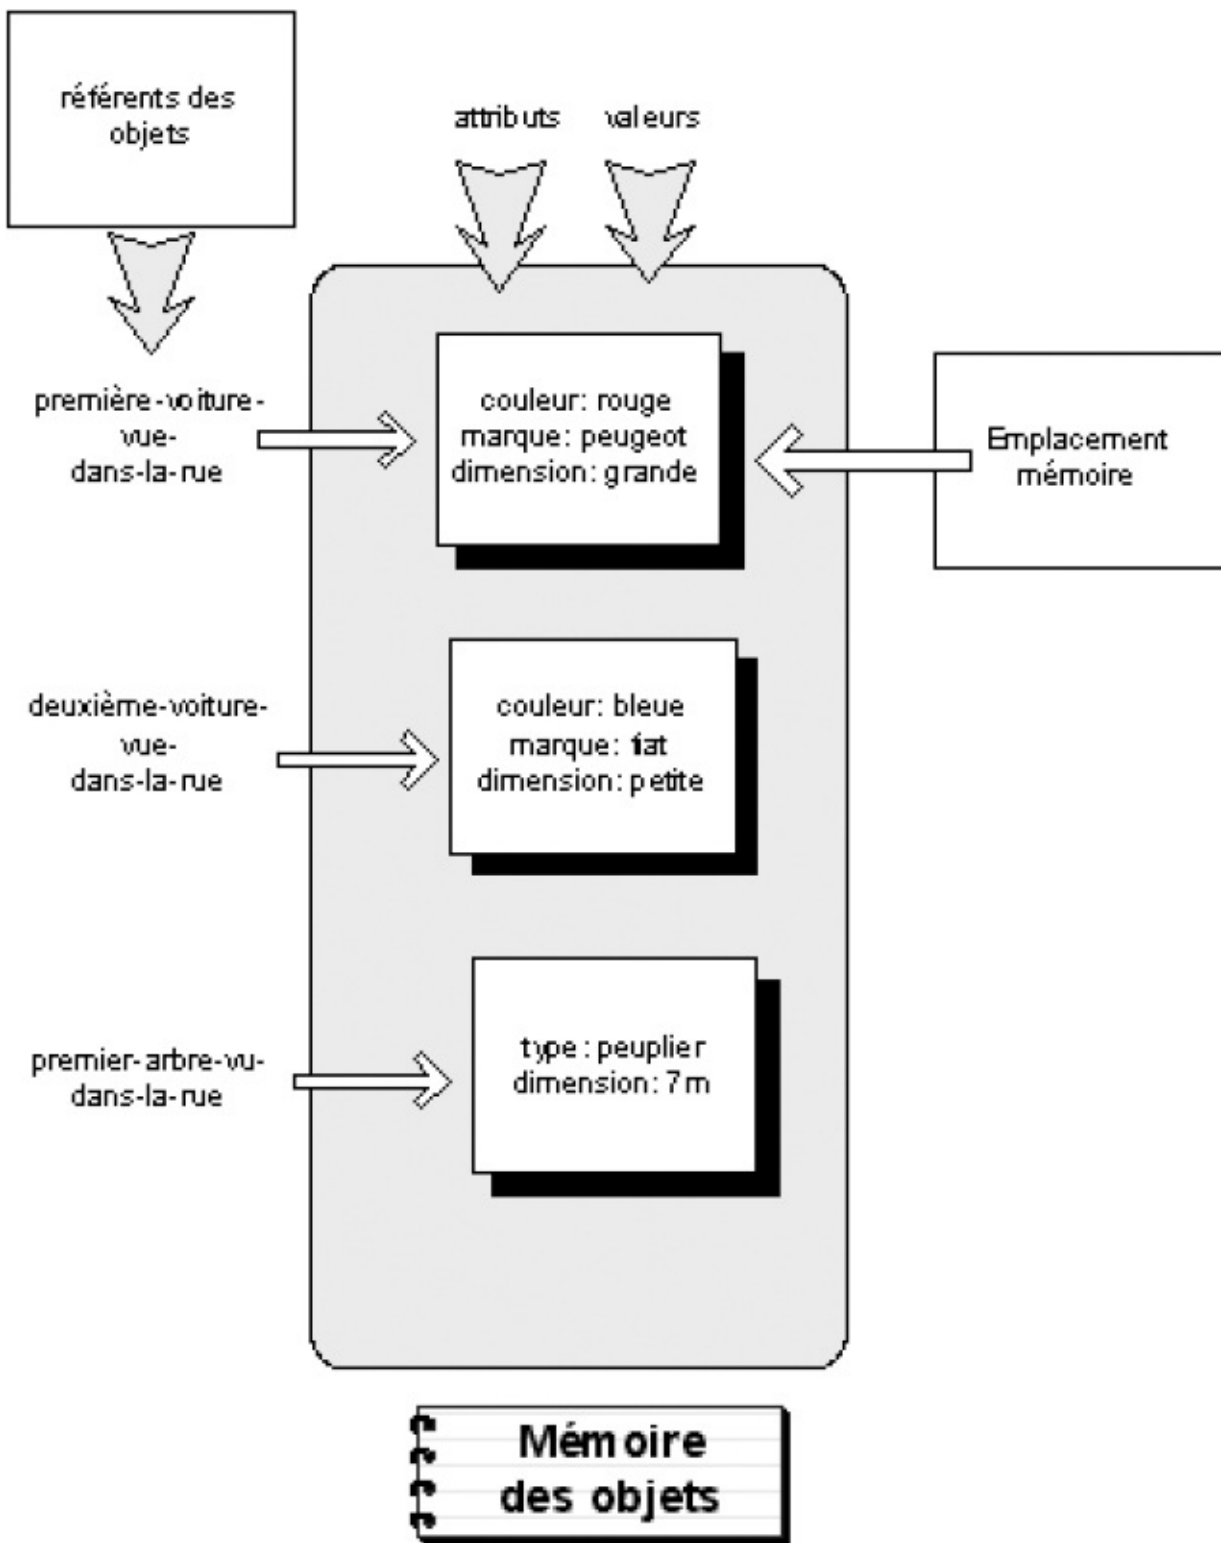 référents des
objets
attributs
valeurs
première-voiture-
vue-
dans-la-rue
couleur: rouge
marque: peugeot
dimension: grande
Emplacement
mémoire
deuxième-voiture-
vue-
dans-la-rue
couleur: bleue
marque: fiat
dimension: petite
premier-arbre-vu-
dans-la-rue
type : peuplier
dimension: 7m
Mémoire
des objets